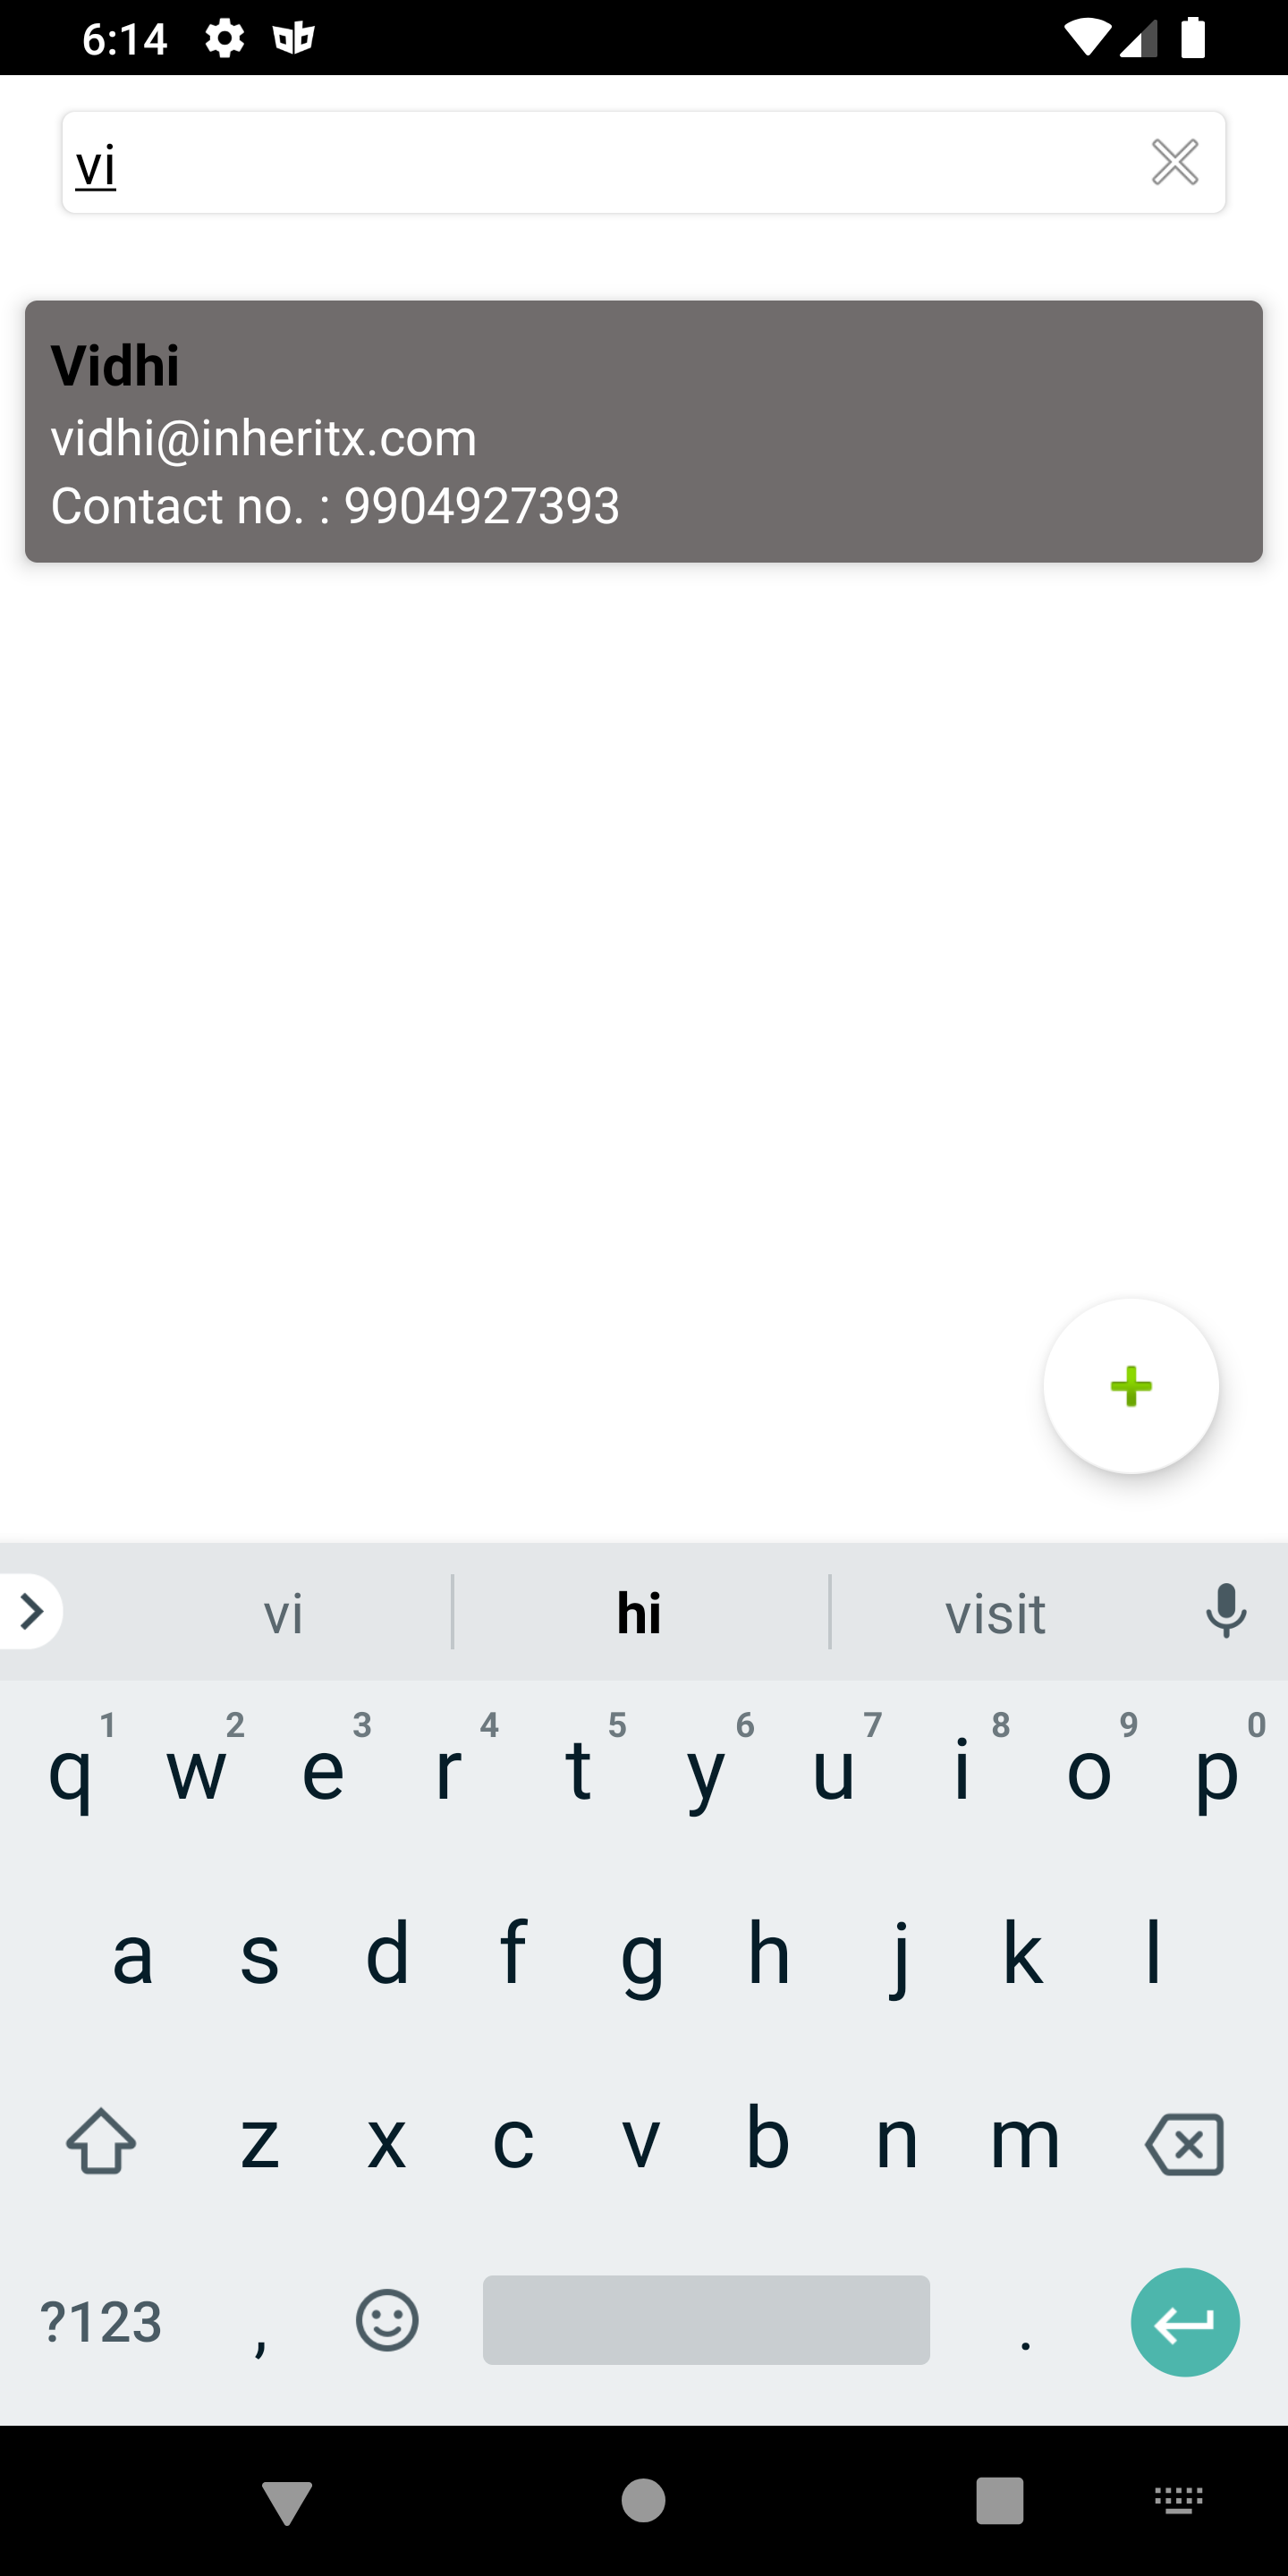 6:14
vi
Vidhi
vidhi@inheritx.com
Contact no. : 9904927393
vi hi visit
1 2 3 4 5 6 7 8 9 0
q w e r t y u i o p
a s d f g h j k l
z x c v b n m
?123 , .